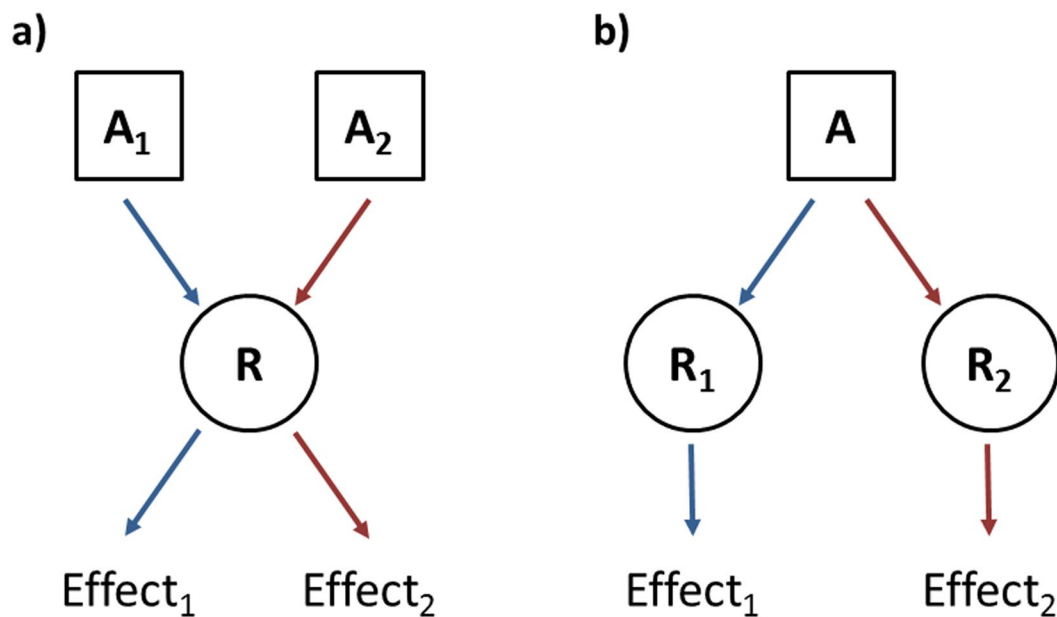 a)
A₁ A₂
R
Effect₁ Effect₂
b)
A
R₁ R₂
Effect₁ Effect₂